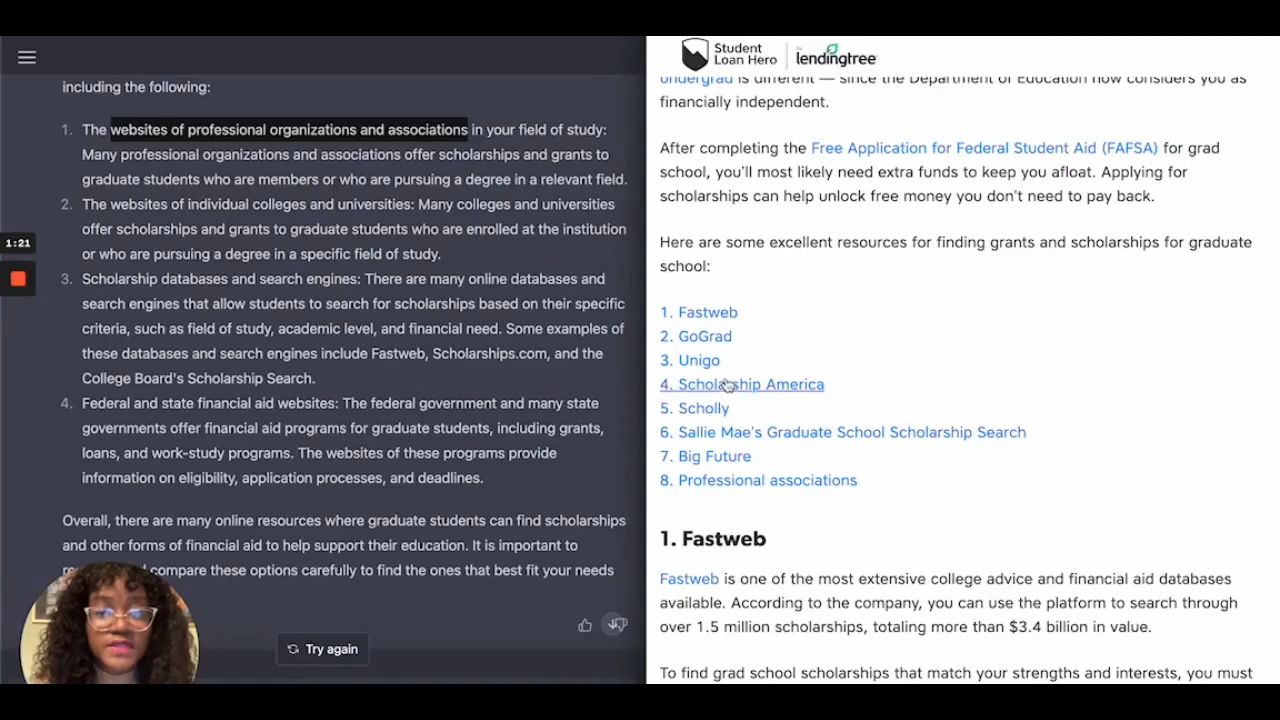 including the following:
1. The websites of professional organizations and associations in your field of study:
Many professional organizations and associations offer scholarships and grants to
graduate students who are members or who are pursuing a degree in a relevant field.
2. The websites of individual colleges and universities: Many colleges and universities
offer scholarships and grants to graduate students who are enrolled at the institution
or who are pursuing a degree in a specific field of study.
3. Scholarship databases and search engines: There are many online databases and
search engines that allow students to search for scholarships based on their specific
criteria, such as field of study, academic level, and financial need. Some examples of
these databases and search engines include Fastweb, Scholarships.com, and the
College Board's Scholarship Search.
4. Federal and state financial aid websites: The federal government and many state
governments offer financial aid programs for graduate students, including grants,
loans, and work-study programs. The websites of these programs provide
information on eligibility, application processes, and deadlines.
Overall, there are many online resources where graduate students can find scholarships
and other forms of financial aid to help support their education. It is important to
compare these options carefully to find the ones that best fit your needs
Try again
1:21
Student
Loan Hero
by lendingtree
undergrad is different — since the Department of Education now considers you as
financially independent.
After completing the Free Application for Federal Student Aid (FAFSA) for grad
school, you'll most likely need extra funds to keep you afloat. Applying for
scholarships can help unlock free money you don't need to pay back.
Here are some excellent resources for finding grants and scholarships for graduate
school:
1. Fastweb
2. GoGrad
3. Unigo
4. Scholarship America
5. Scholly
6. Sallie Mae's Graduate School Scholarship Search
7. Big Future
8. Professional associations
1. Fastweb
Fastweb is one of the most extensive college advice and financial aid databases
available. According to the company, you can use the platform to search through
over 1.5 million scholarships, totaling more than $3.4 billion in value.
To find grad school scholarships that match your strengths and interests, you must